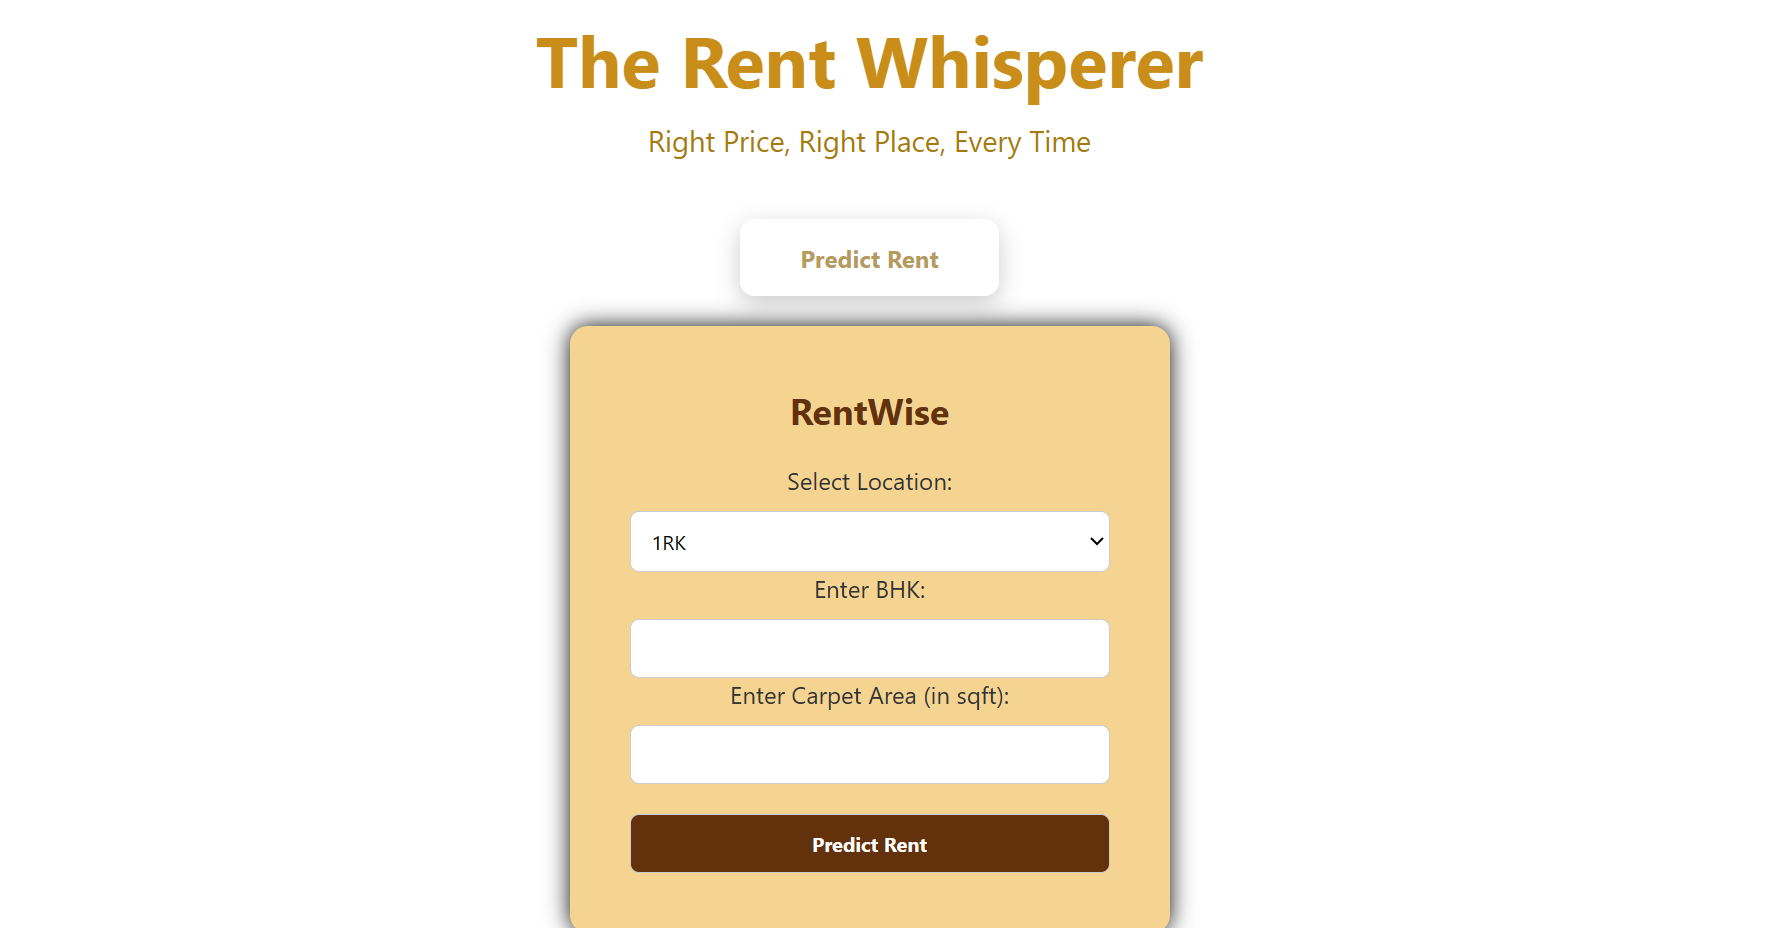 The Rent Whisperer
Right Price, Right Place, Every Time
Predict Rent
RentWise
Select Location:
1RK
Enter BHK:
Enter Carpet Area (in sqft):
Predict Rent